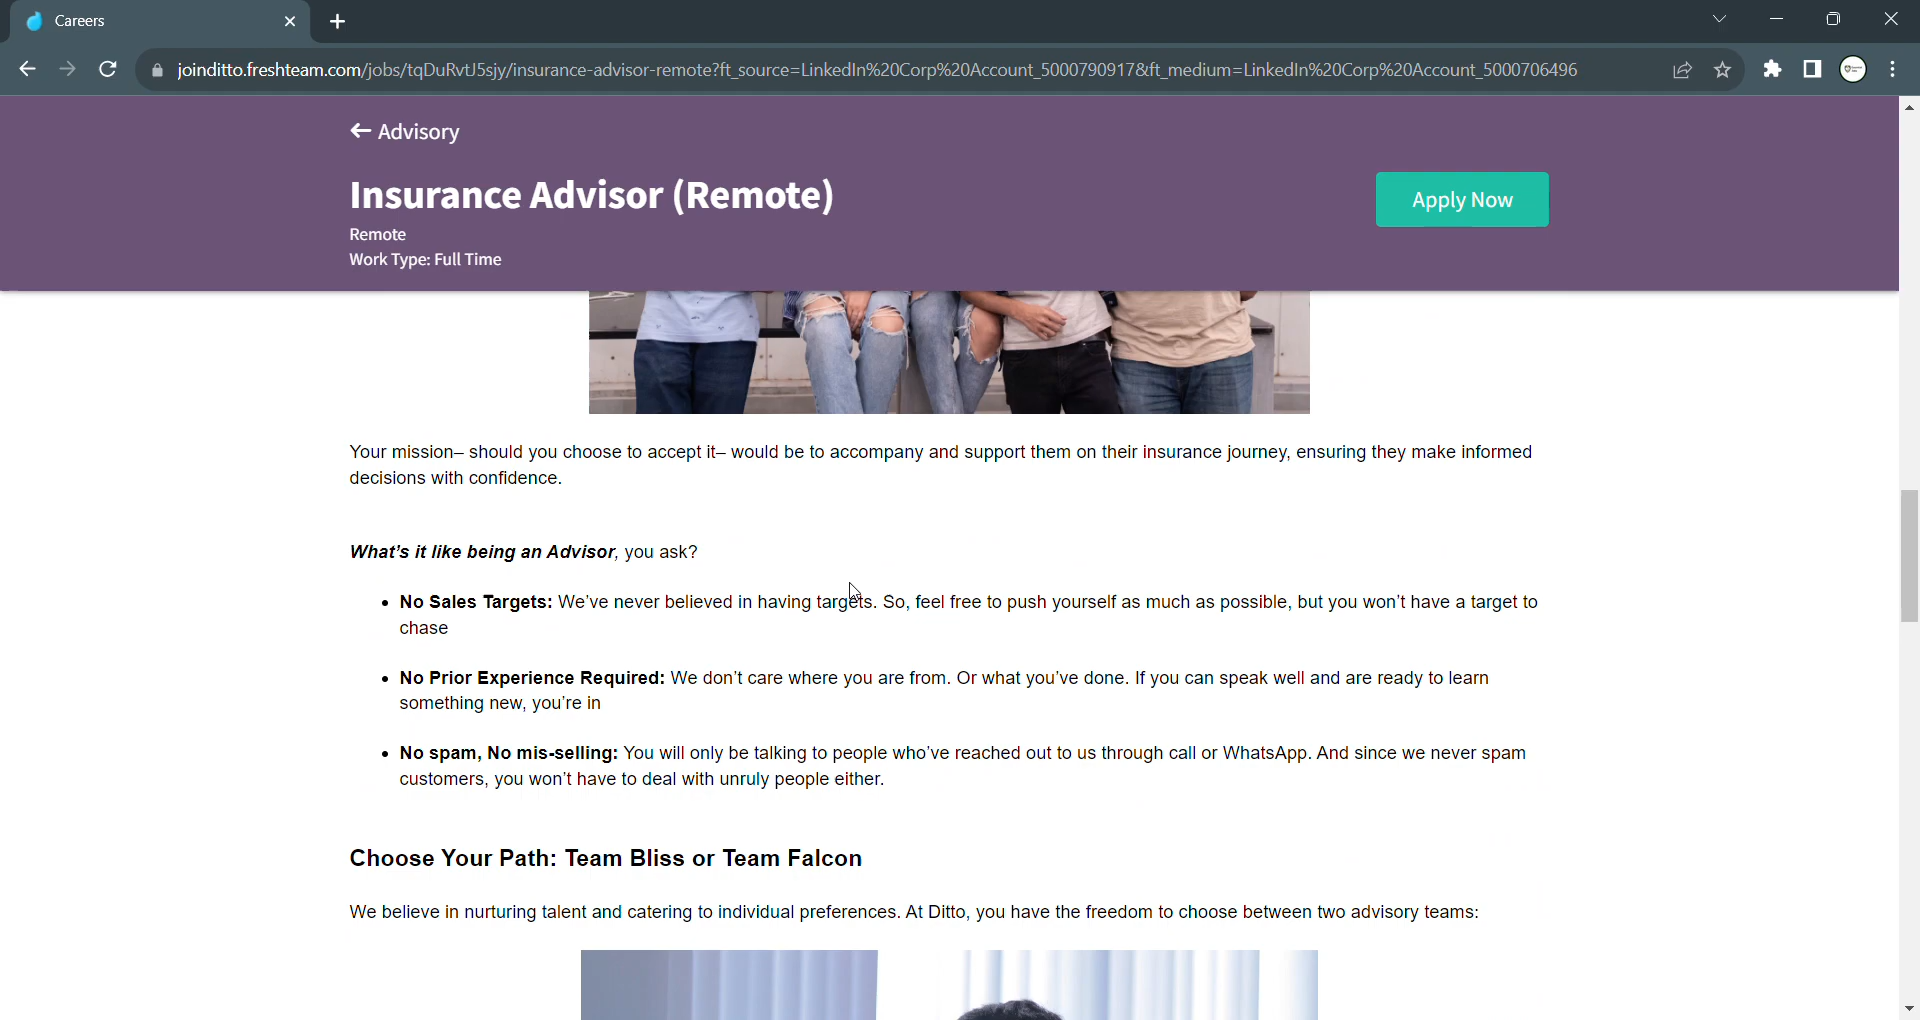 Careers
joinditto.freshteam.com/jobs/tqDuRvtJ5sjy/insurance-advisor-remote?ft_source=LinkedIn%20Corp%20Account_5000790917&ft_medium=LinkedIn%20Corp%20Account_5000706496
← Advisory
Insurance Advisor (Remote)
Apply Now
Remote
Work Type: Full Time
Your mission– should you choose to accept it– would be to accompany and support them on their insurance journey, ensuring they make informed
decisions with confidence.
What's it like being an Advisor, you ask?
• No Sales Targets: We've never believed in having targets. So, feel free to push yourself as much as possible, but you won't have a target to
chase
• No Prior Experience Required: We don't care where you are from. Or what you've done. If you can speak well and are ready to learn
something new, you're in
• No spam, No mis-selling: You will only be talking to people who've reached out to us through call or WhatsApp. And since we never spam
customers, you won't have to deal with unruly people either.
Choose Your Path: Team Bliss or Team Falcon
We believe in nurturing talent and catering to individual preferences. At Ditto, you have the freedom to choose between two advisory teams: